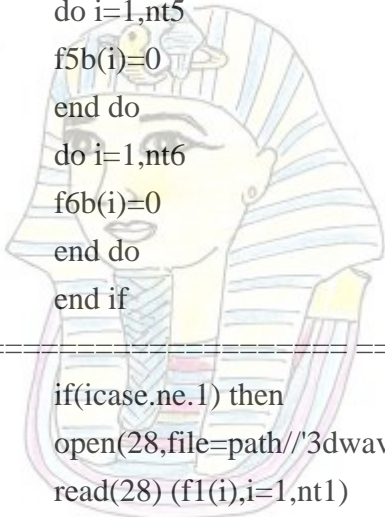 do i=1,nt5
f5b(i)=0
end do
do i=1,nt6
f6b(i)=0
end do
end if
if(icase.ne.1) then
open(28,file=path//'3dwav
read(28) (f1(i),i=1,nt1)